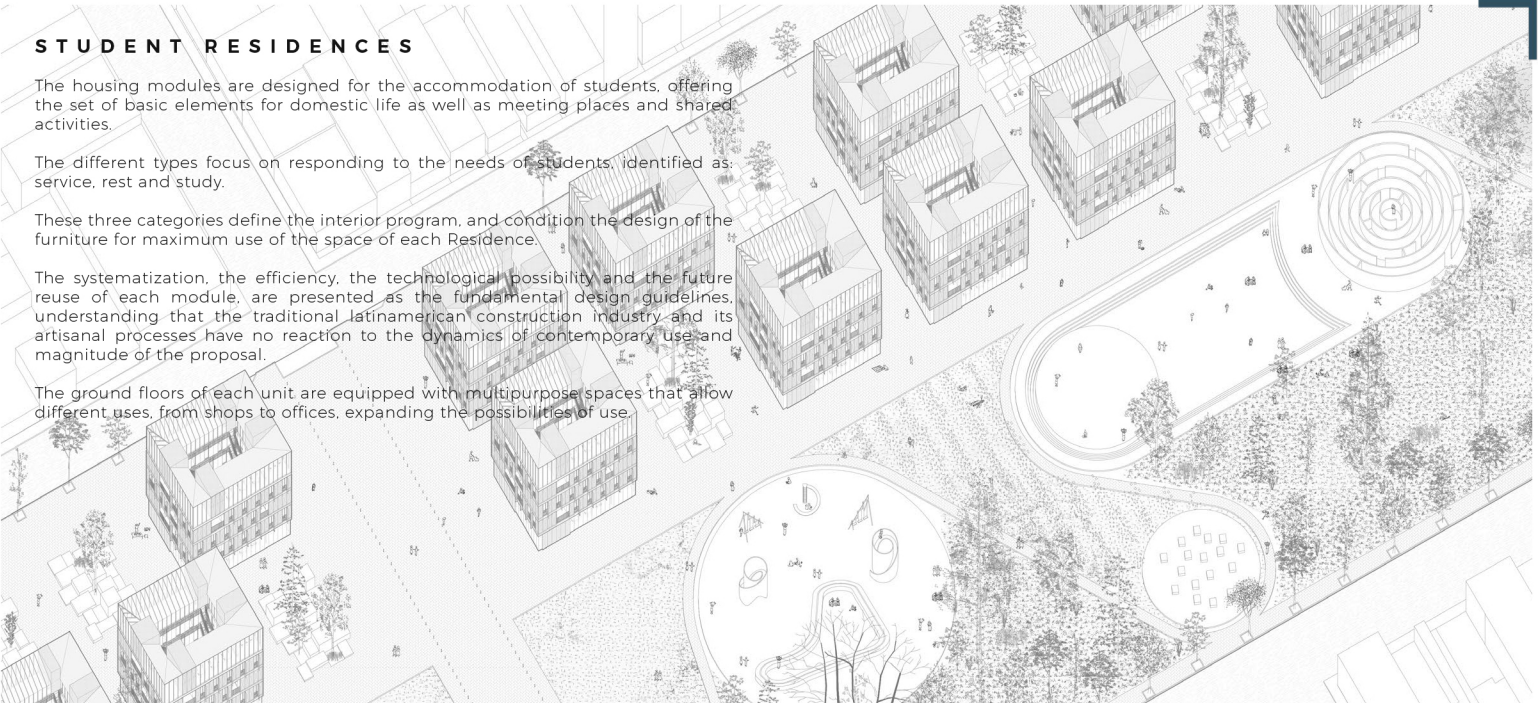 STUDENT RESIDENCES
The housing modules are designed for the accommodation of students, offering
the set of basic elements for domestic life as well as meeting places and shared
activities.
The different types focus on responding to the needs of students, identified as:
service, rest and study.
These three categories define the interior program, and condition the design of the
furniture for maximum use of the space of each Residence.
The systematization, the efficiency, the technological possibility and the future
reuse of each module, are presented as the fundamental design guidelines,
understanding that the traditional latinamerican construction industry and its
artisanal processes have no reaction to the dynamics of contemporary use and
magnitude of the proposal.
The ground floors of each unit are equipped with multipurpose spaces that allow
different uses, from shops to offices, expanding the possibilities of use.